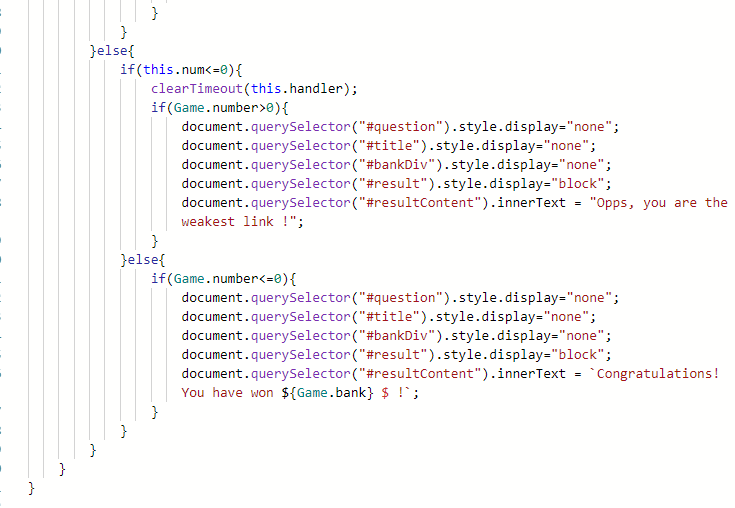 }
}
}else{
if(this.num<=0){
clearTimeout(this.handler);
if(Game.number>0){
document.querySelector("#question").style.display="none";
document.querySelector("#title").style.display="none";
document.querySelector("#bankDiv").style.display="none";
document.querySelector("#result").style.display="block";
document.querySelector("#resultContent").innerText = "Opps, you are the
weakest link !";
}
}else{
if(Game.number<=0){
document.querySelector("#question").style.display="none";
document.querySelector("#title").style.display="none";
document.querySelector("#bankDiv").style.display="none";
document.querySelector("#result").style.display="block";
document.querySelector("#resultContent").innerText = `Congratulations!
You have won ${Game.bank} $ !`;
}
}
}
}
}